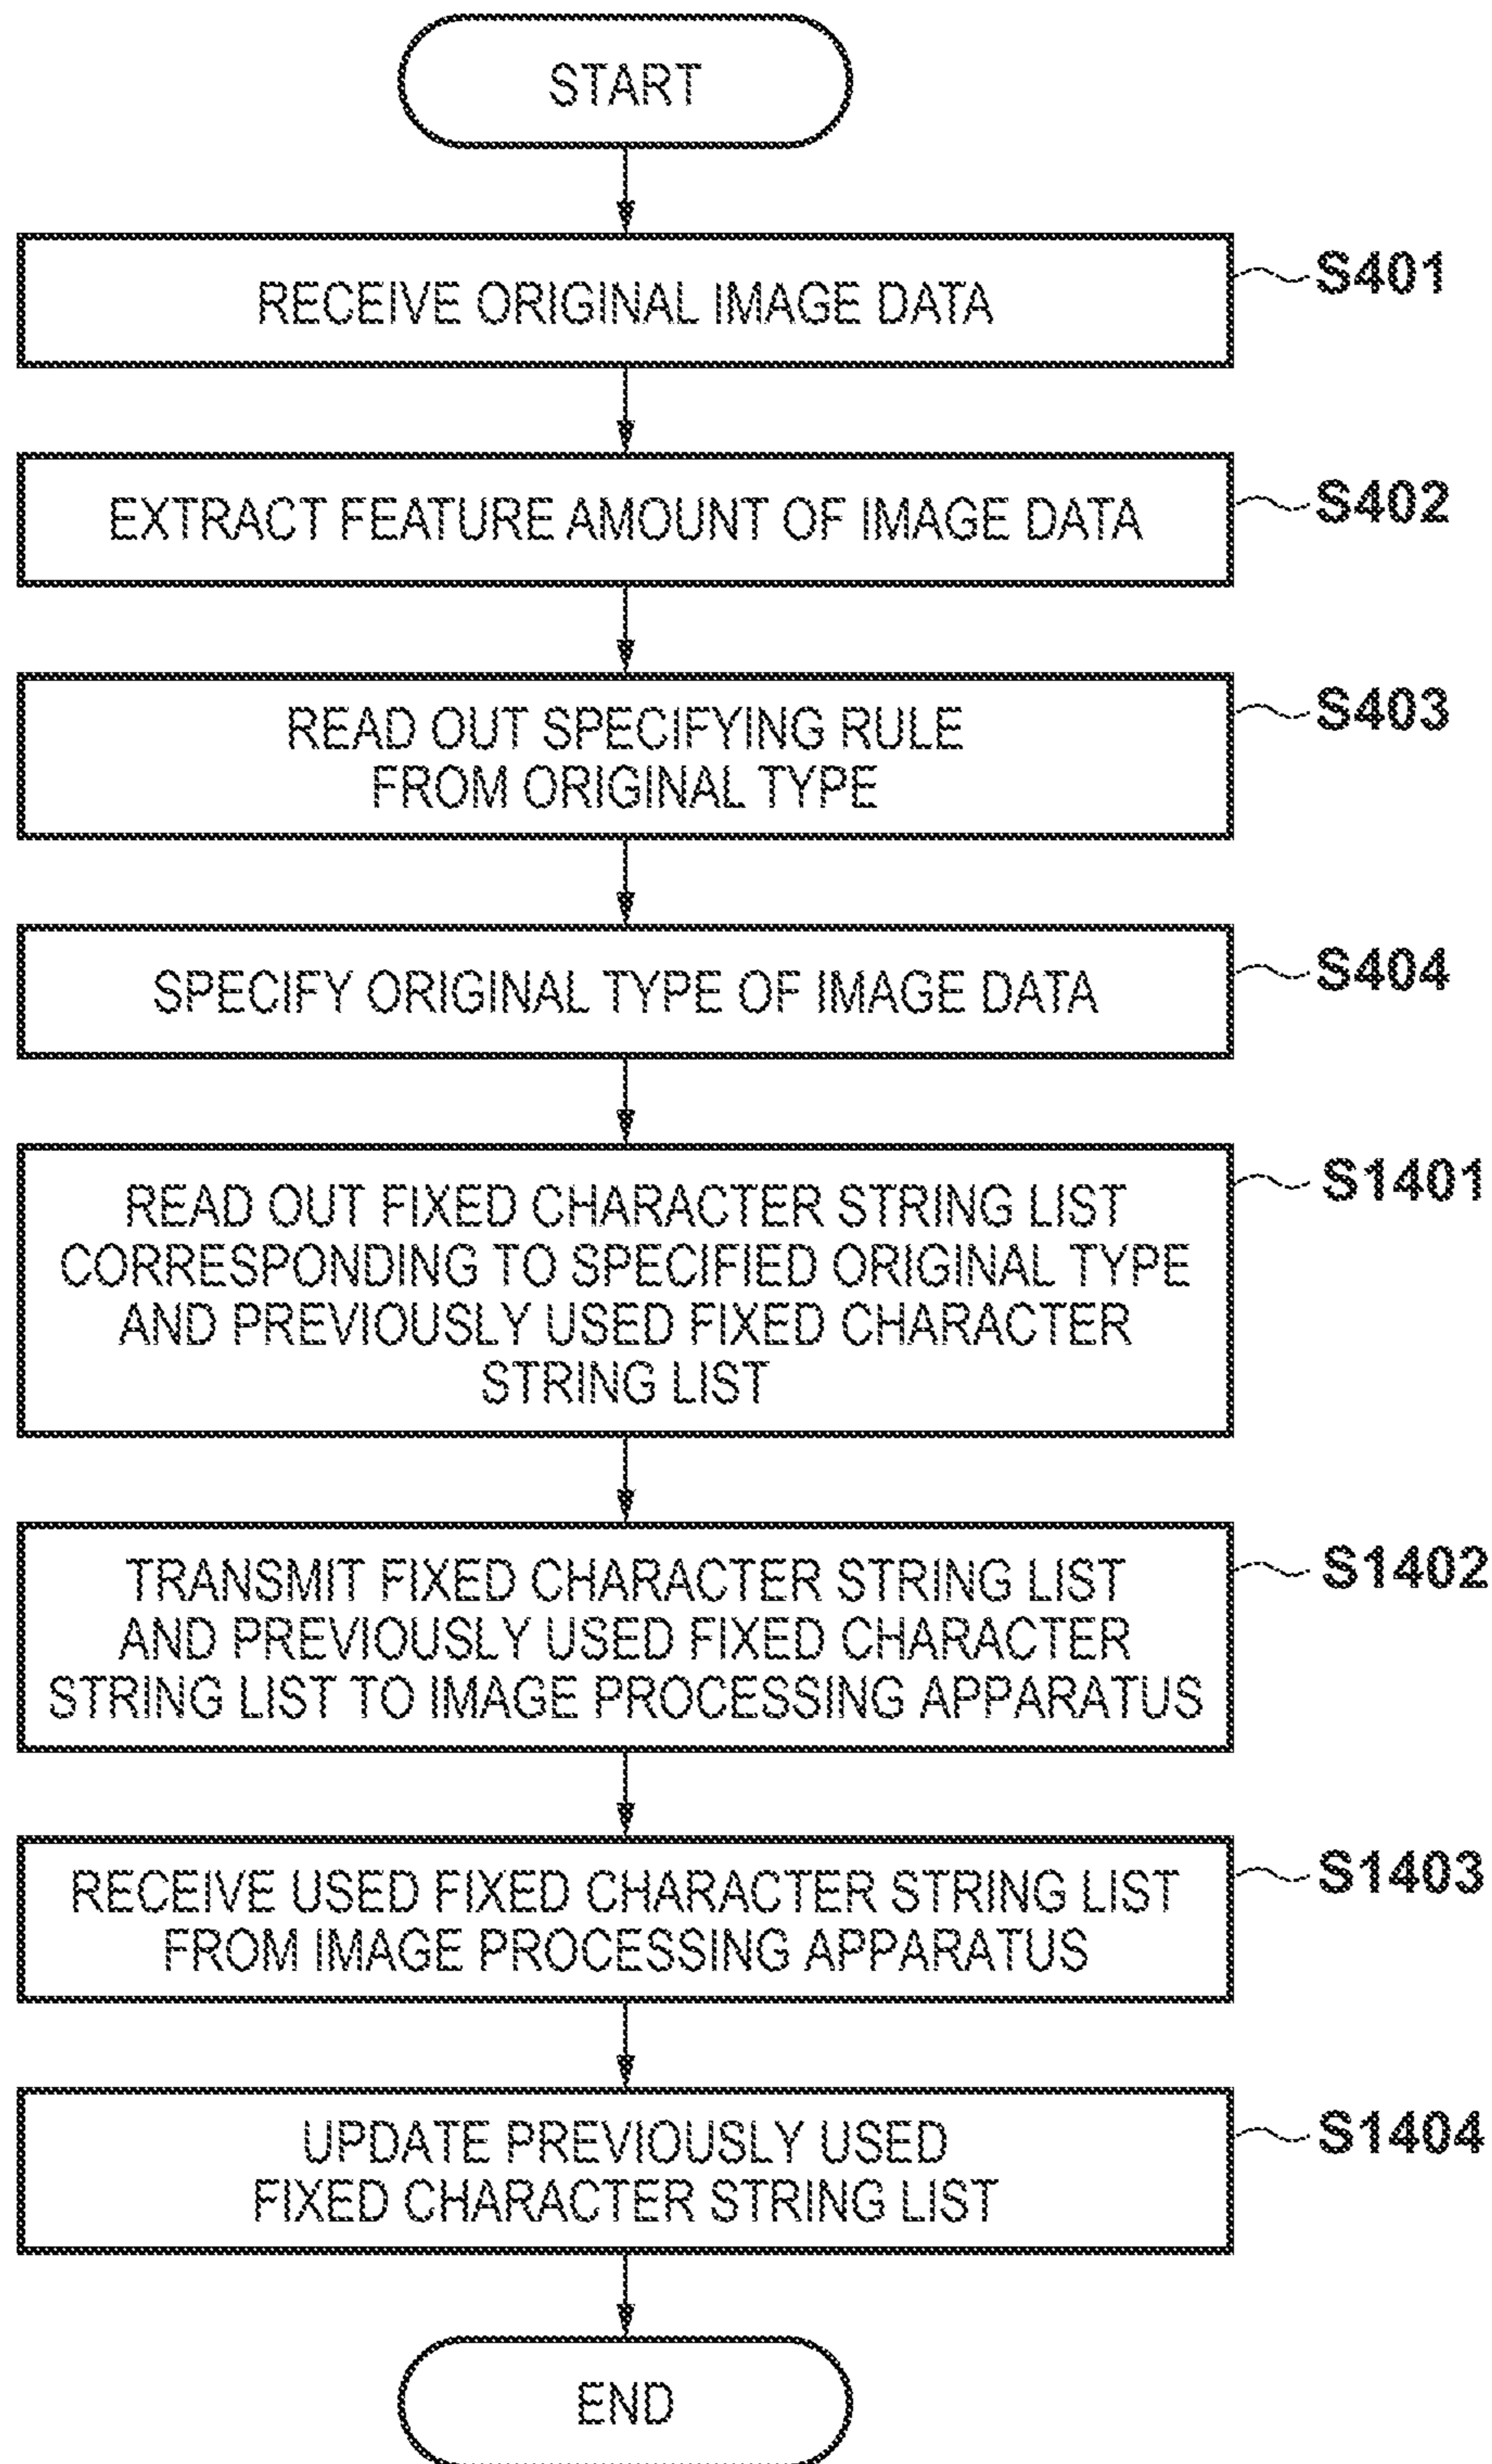 START
RECEIVE ORIGINAL IMAGE DATA
S401
EXTRACT FEATURE AMOUNT OF IMAGE DATA
S402
READ OUT SPECIFYING RULE
FROM ORIGINAL TYPE
S403
SPECIFY ORIGINAL TYPE OF IMAGE DATA
S404
READ OUT FIXED CHARACTER STRING LIST
CORRESPONDING TO SPECIFIED ORIGINAL TYPE
AND PREVIOUSLY USED FIXED CHARACTER
STRING LIST
S1401
TRANSMIT FIXED CHARACTER STRING LIST
AND PREVIOUSLY USED FIXED CHARACTER
STRING LIST TO IMAGE PROCESSING APPARATUS
S1402
RECEIVE USED FIXED CHARACTER STRING LIST
FROM IMAGE PROCESSING APPARATUS
S1403
UPDATE PREVIOUSLY USED
FIXED CHARACTER STRING LIST
S1404
END